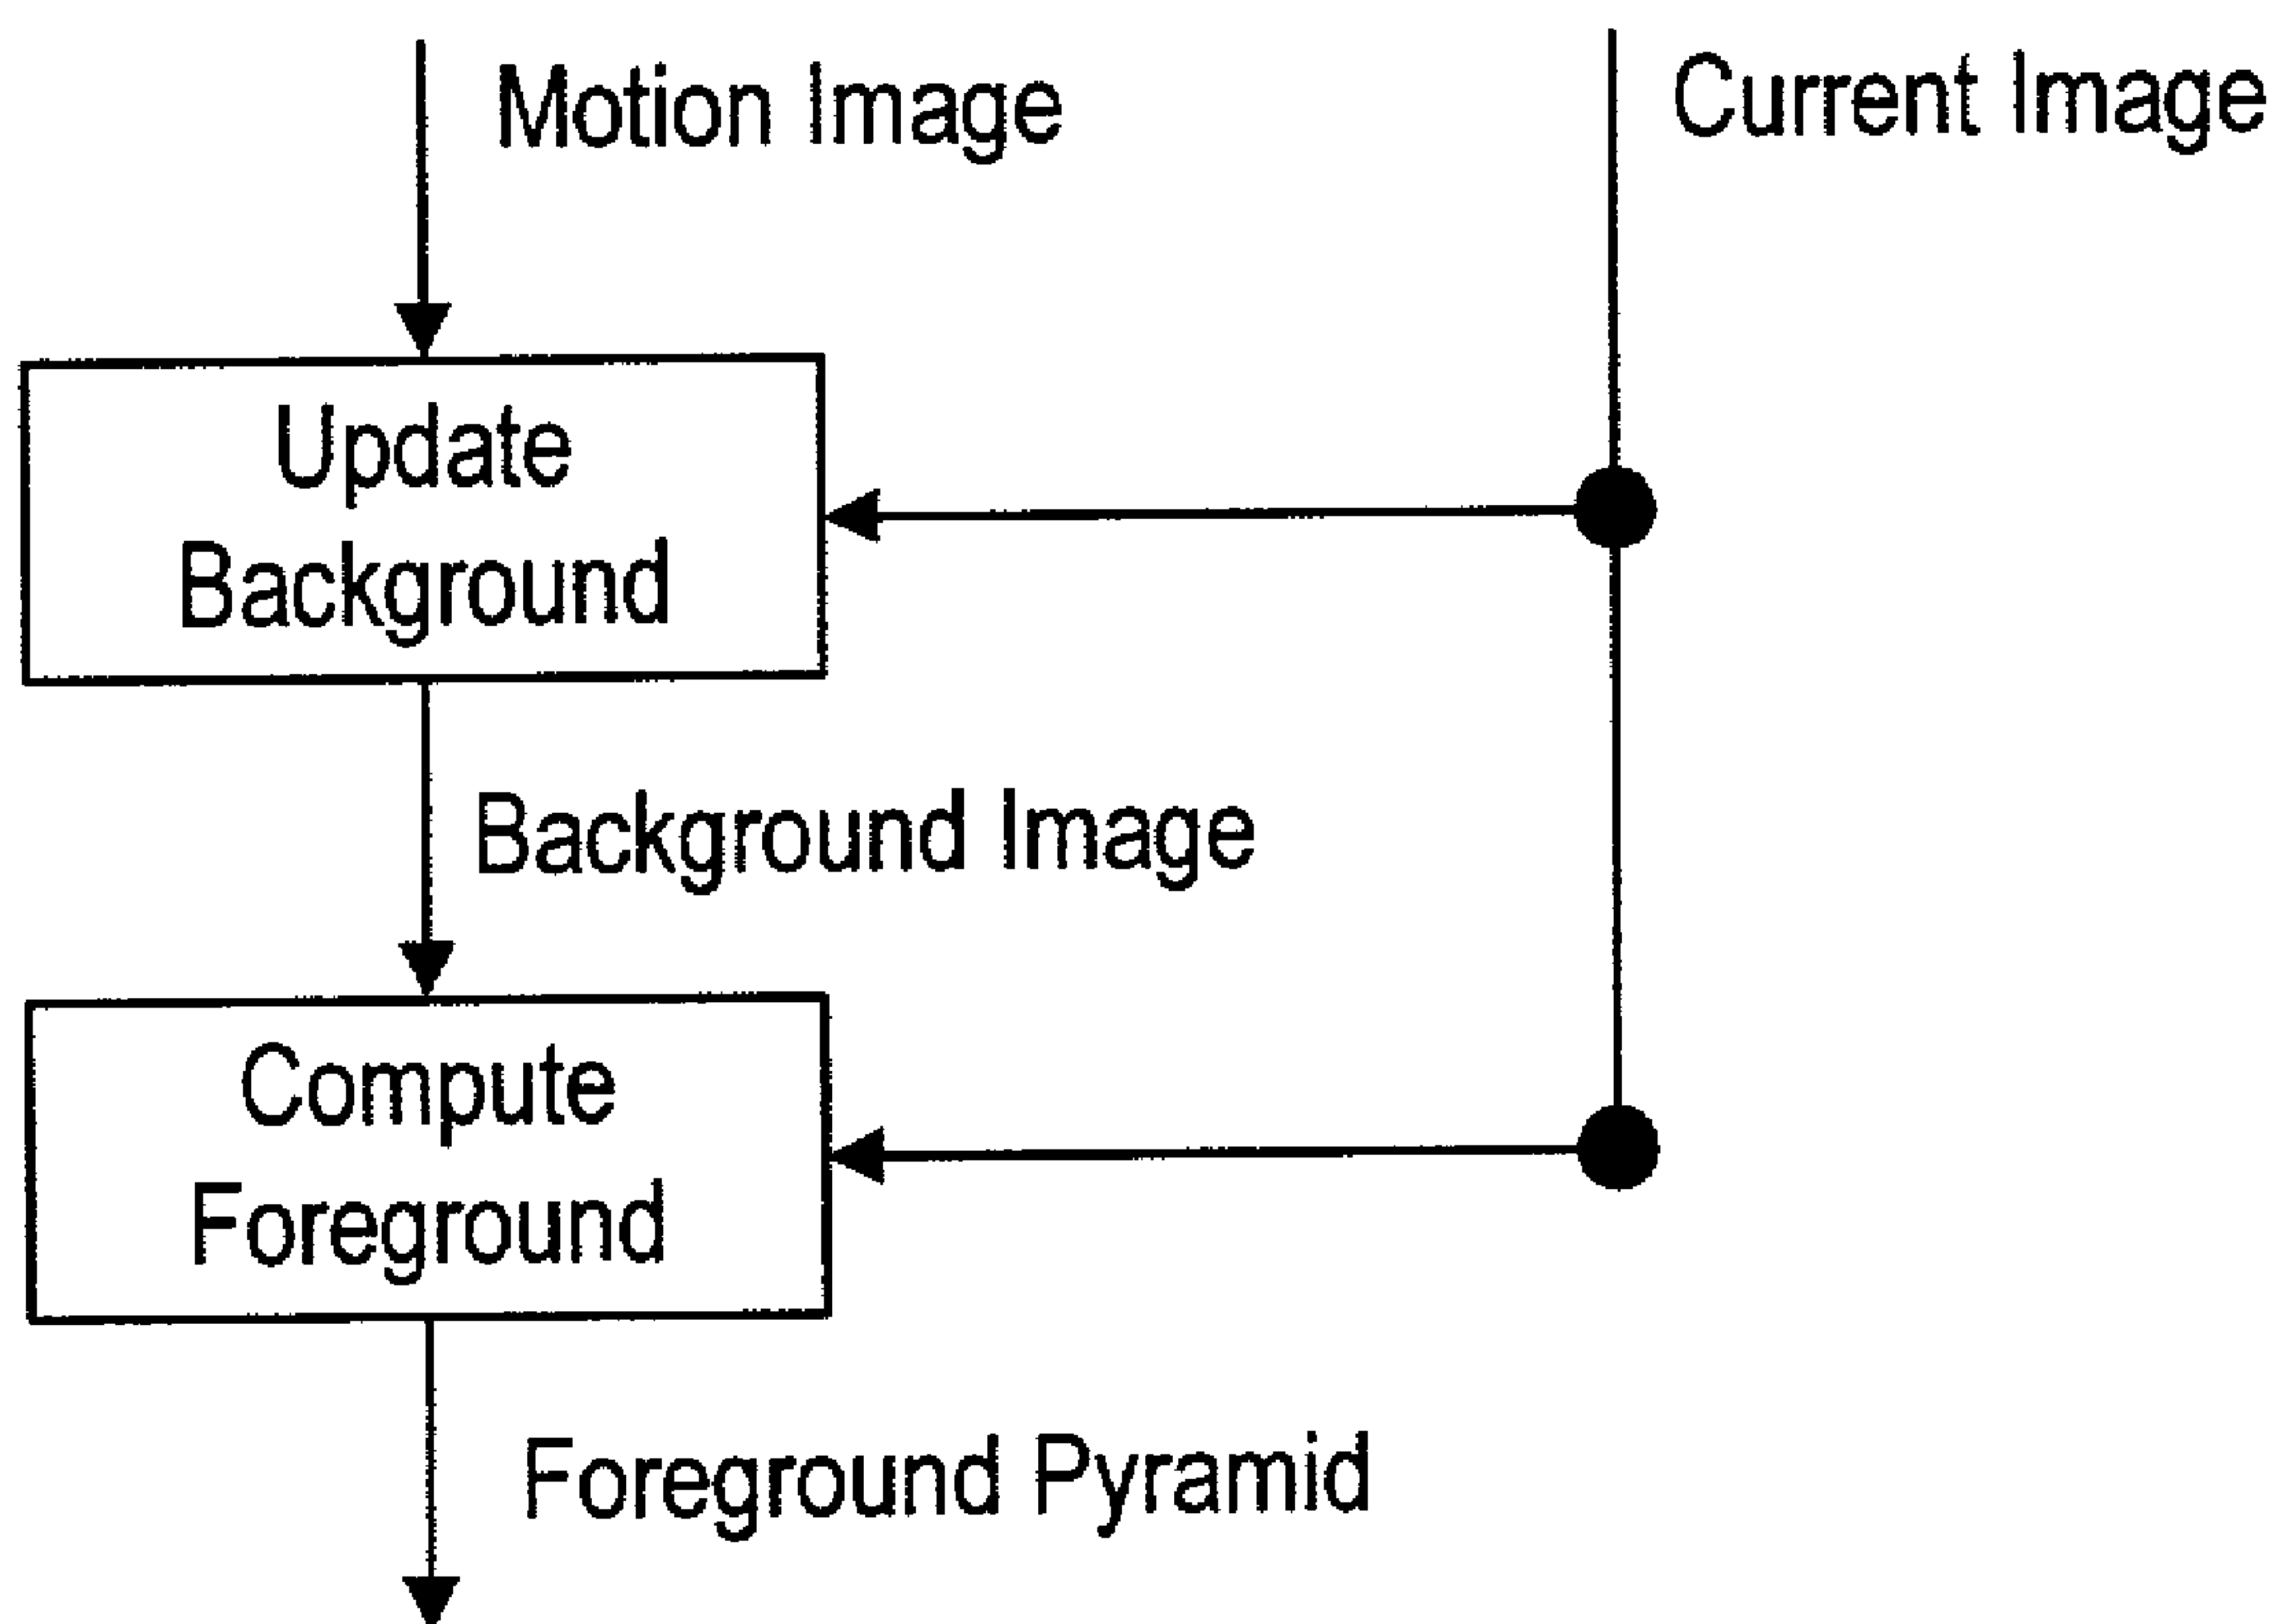 Motion Image
Current Image
Update
Background
Background Image
Compute
Foreground
Foreground Pyramid